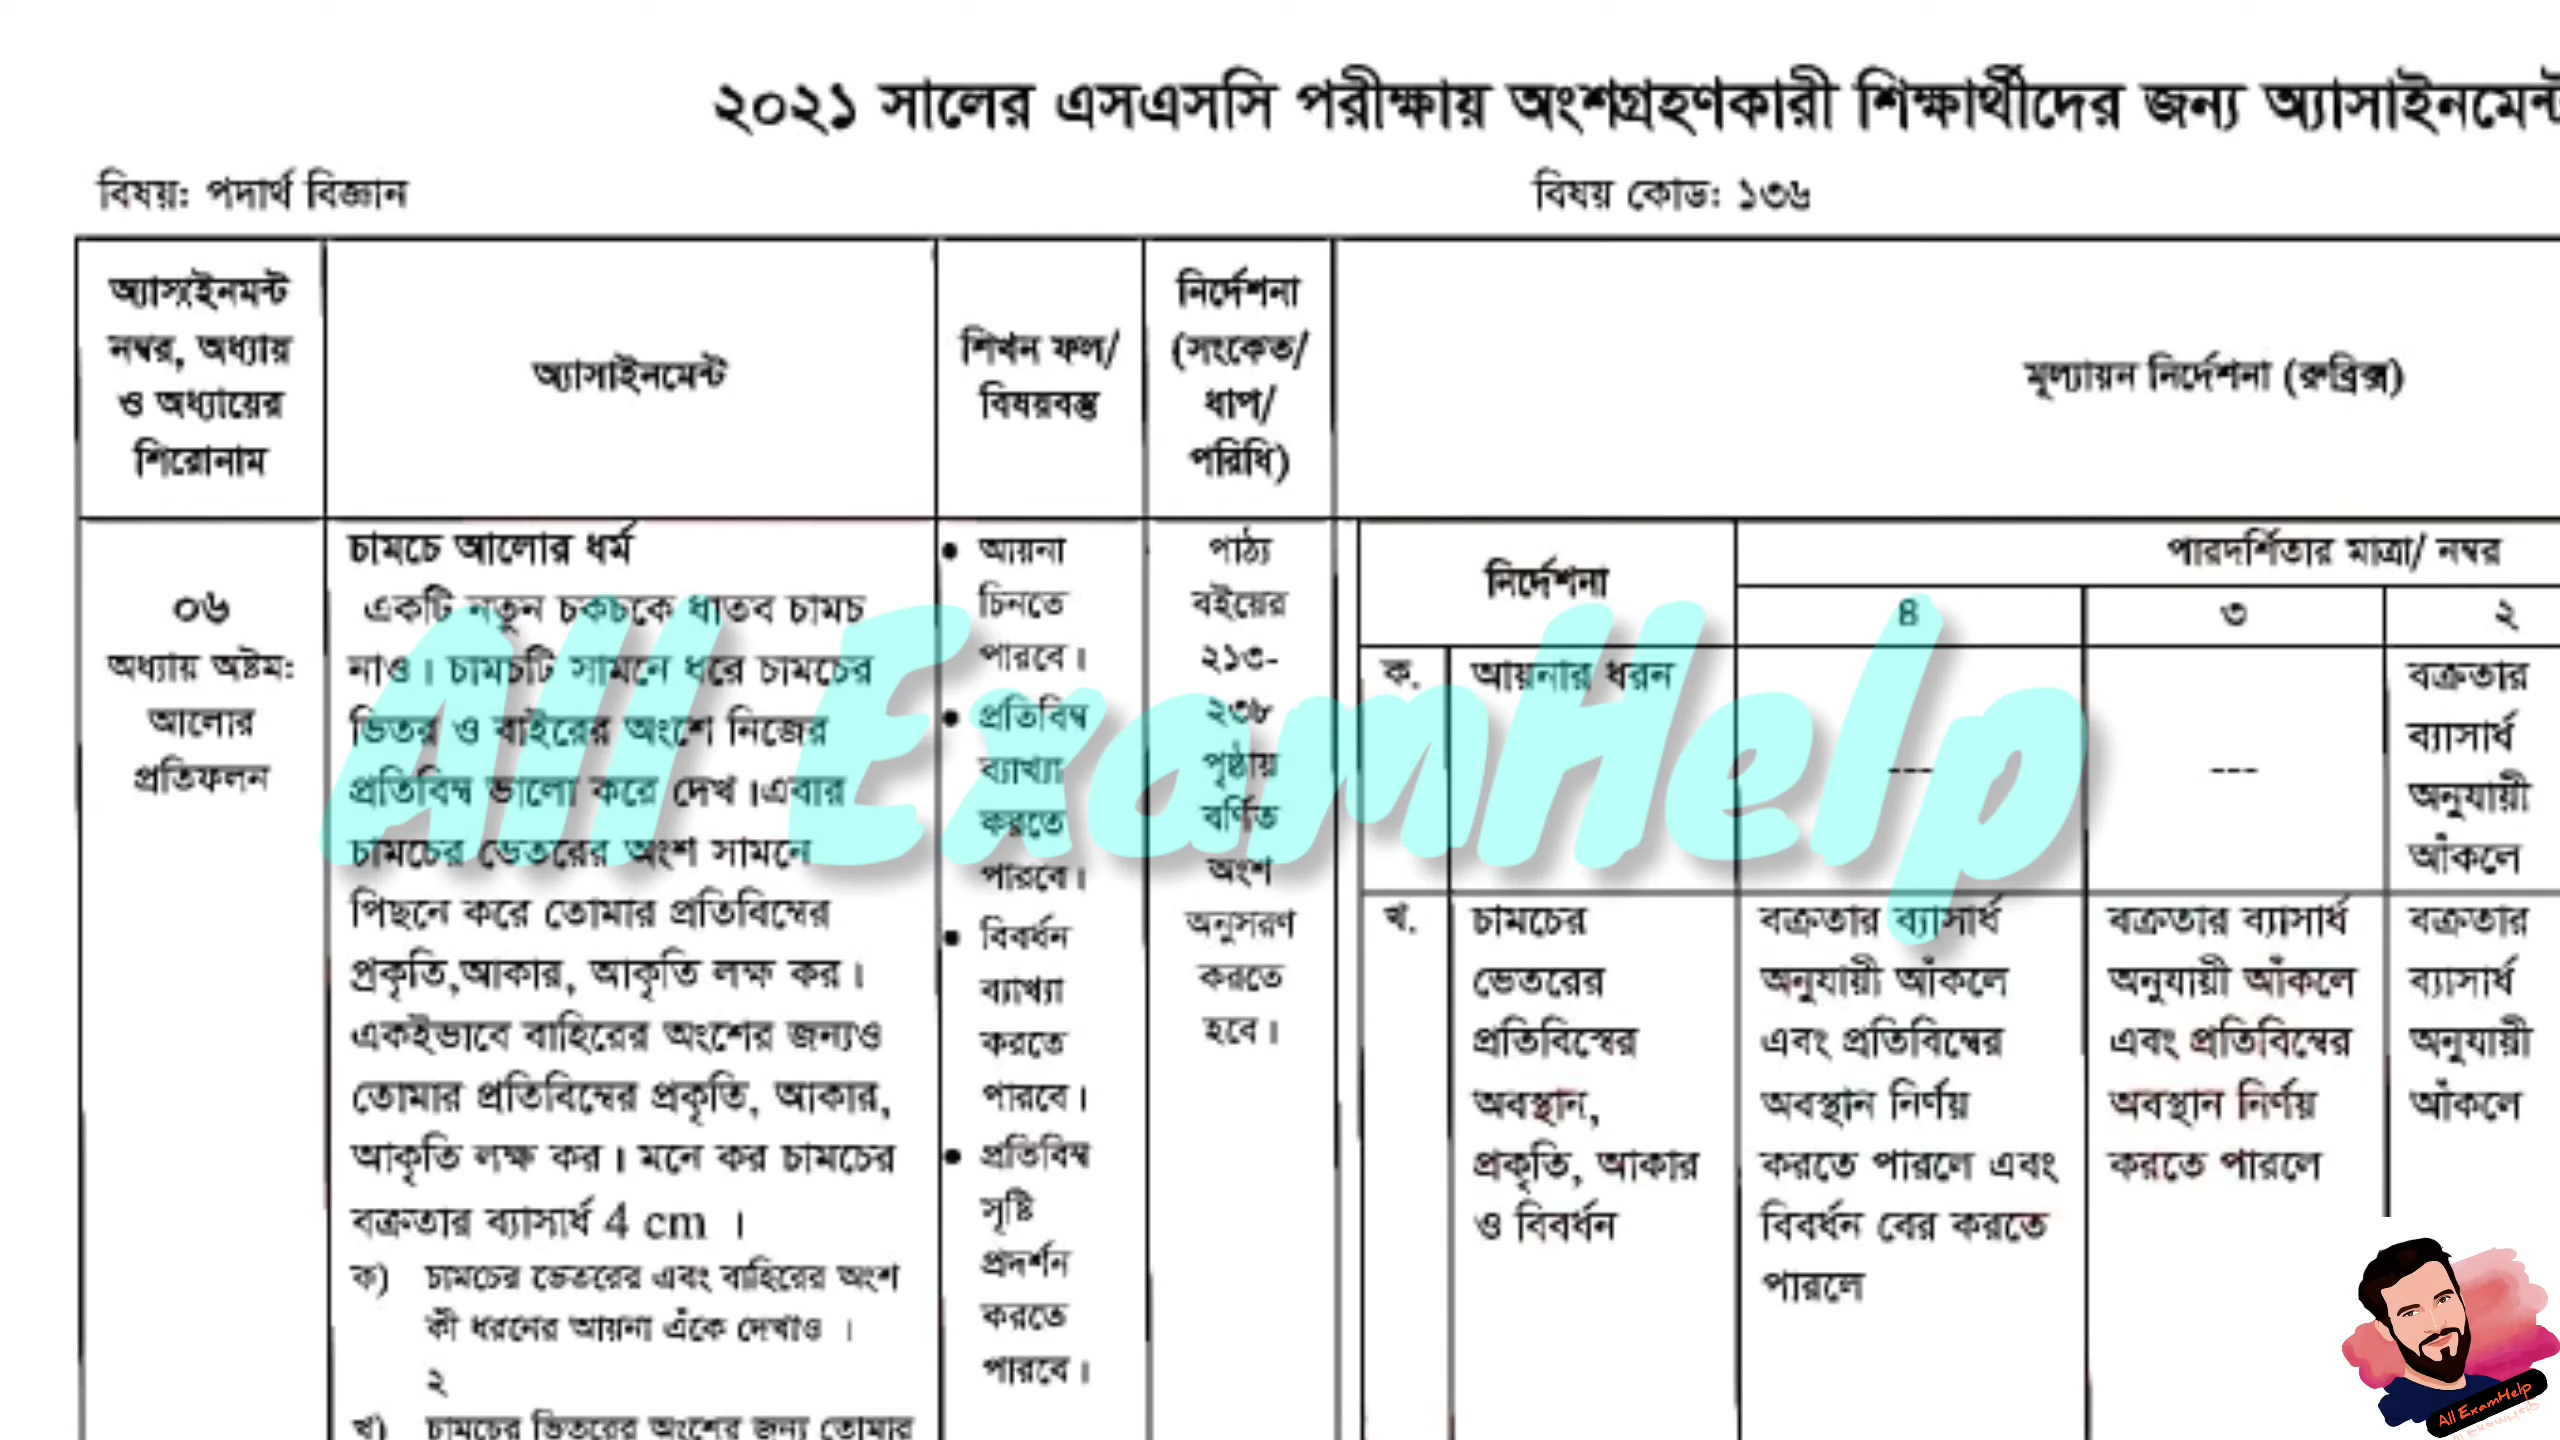 ২০২১ সালের এসএসসি পরীক্ষায় অংশগ্রহণকারী শিক্ষার্থীদের জন্য অ্যাসাইনমেন্ট
বিষয়: পদার্থ বিজ্ঞান
বিষয় কোড: ১৩৬
অ্যাসাইনমেন্ট
নম্বর, অধ্যায়
ও অধ্যায়ের
শিরোনাম
অ্যাসাইনমেন্ট
শিখন ফল/
বিষয়বস্তু
নির্দেশনা
(সংকেত/
ধাপ/
পরিধি)
মূল্যায়ন নির্দেশনা (রুব্রিক্স)
০৬
অধ্যায় অষ্টম:
আলোর
প্রতিফলন
চামচে আলোর ধর্ম
একটি নতুন চকচকে ধাতব চামচ
নাও। চামচটি সামনে ধরে চামচের
ভিতর ও বাইরের অংশে নিজের
প্রতিবিম্ব ভালো করে দেখ।এবার
চামচের ভেতরের অংশ সামনে
পিছনে করে তোমার প্রতিবিম্বের
প্রকৃতি,আকার, আকৃতি লক্ষ কর।
একইভাবে বাহিরের অংশের জন্যও
তোমার প্রতিবিম্বের প্রকৃতি, আকার,
আকৃতি লক্ষ কর। মনে কর চামচের
বক্রতার ব্যাসার্ধ 4 cm ।
ক) চামচের ভেতরের এবং বাহিরের অংশ
কী ধরনের আয়না এঁকে দেখাও ।
২
খ) চামচের ভিতরের অংশের জন্য তোমার
• আয়না
চিনতে
পারবে।
• প্রতিবিম্ব
ব্যাখ্যা
করতে
পারবে।
• বিবর্ধন
ব্যাখ্যা
করতে
পারবে।
• প্রতিবিম্ব
সৃষ্টি
প্রদর্শন
করতে
পারবে।
পাঠ্য
বইয়ের
২১৩-
২৩৮
পৃষ্ঠায়
বর্ণিত
অংশ
অনুসরণ
করতে
হবে।
নির্দেশনা
পারদর্শিতার মাত্রা/ নম্বর
৪
৩
২
ক. আয়নার ধরন
---
---
বক্রতার
ব্যাসার্ধ
অনুযায়ী
আঁকলে
খ. চামচের
ভেতরের
প্রতিবিম্বের
অবস্থান,
প্রকৃতি, আকার
ও বিবর্ধন
বক্রতার ব্যাসার্ধ
অনুযায়ী আঁকলে
এবং প্রতিবিম্বের
অবস্থান নির্ণয়
করতে পারলে এবং
বিবর্ধন বের করতে
পারলে
বক্রতার ব্যাসার্ধ
অনুযায়ী আঁকলে
এবং প্রতিবিম্বের
অবস্থান নির্ণয়
করতে পারলে
বক্রতার
ব্যাসার্ধ
অনুযায়ী
আঁকলে
All ExamHelp
All ExamHelp